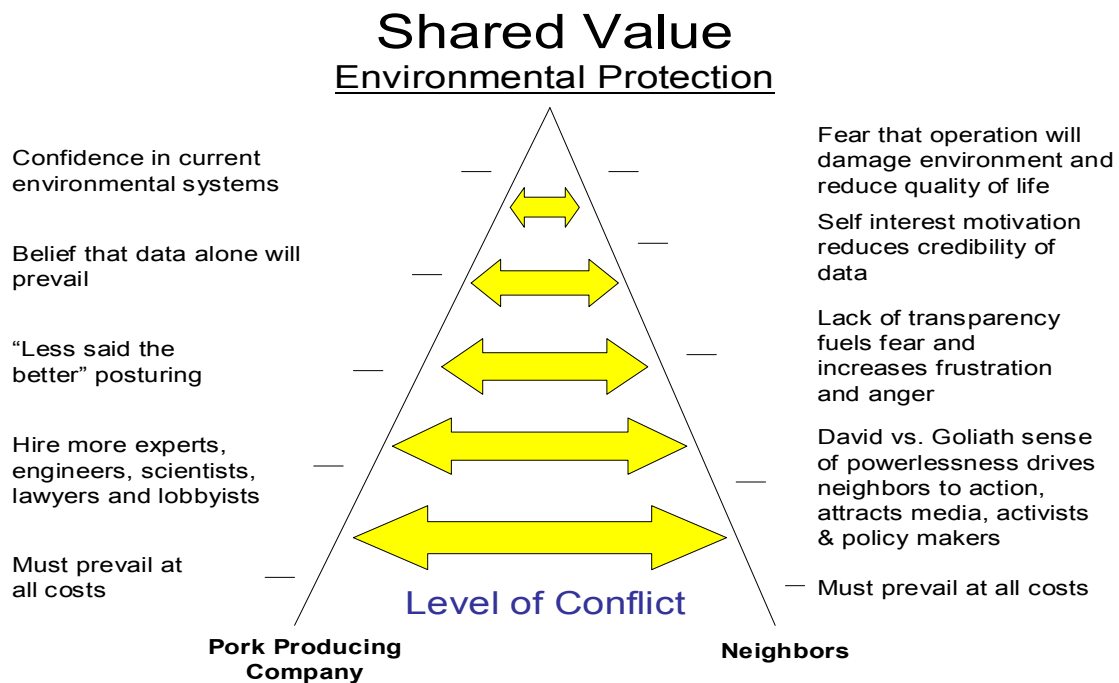 Shared Value
Environmental Protection
Confidence in current
environmental systems
Fear that operation will
damage environment and
reduce quality of life
Belief that data alone will
prevail
Self interest motivation
reduces credibility of
data
“Less said the
better” posturing
Lack of transparency
fuels fear and
increases frustration
and anger
Hire more experts,
engineers, scientists,
lawyers and lobbyists
David vs. Goliath sense
of powerlessness drives
neighbors to action,
attracts media, activists
& policy makers
Must prevail at
all costs
Must prevail at all costs
Level of Conflict
Pork Producing
Company
Neighbors